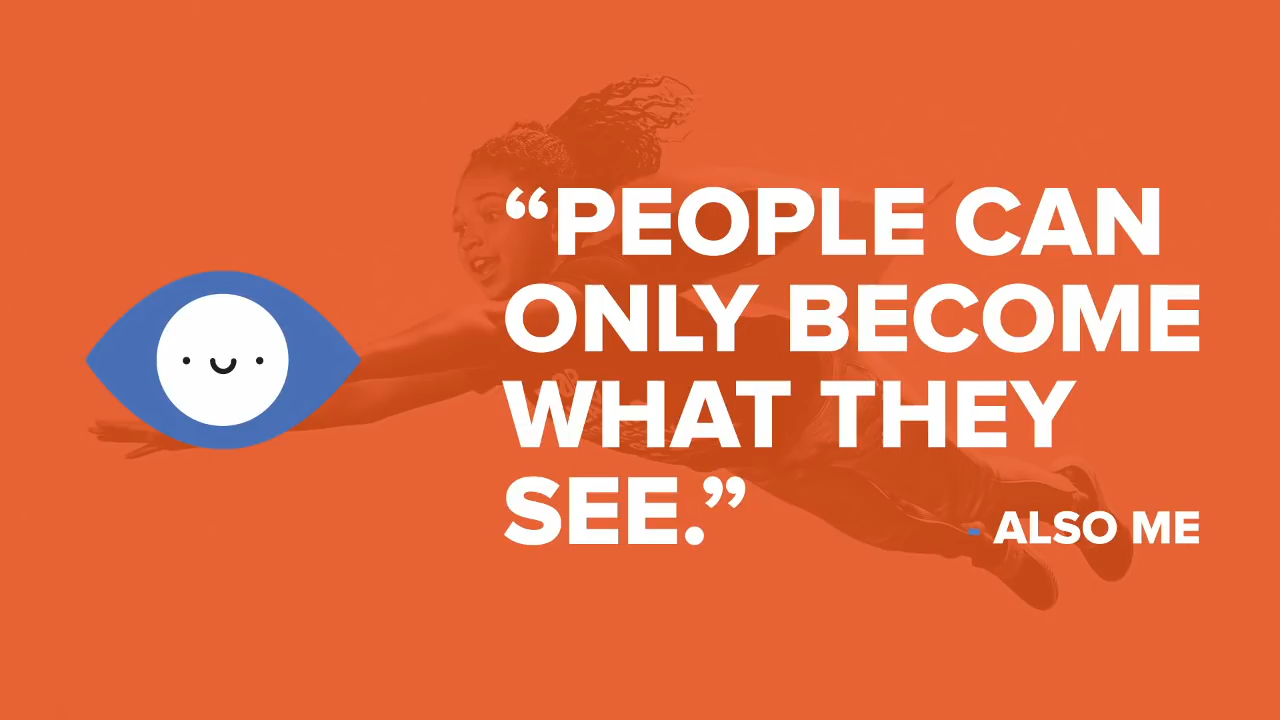 “PEOPLE CAN
ONLY BECOME
WHAT THEY
SEE.”
ALSO ME